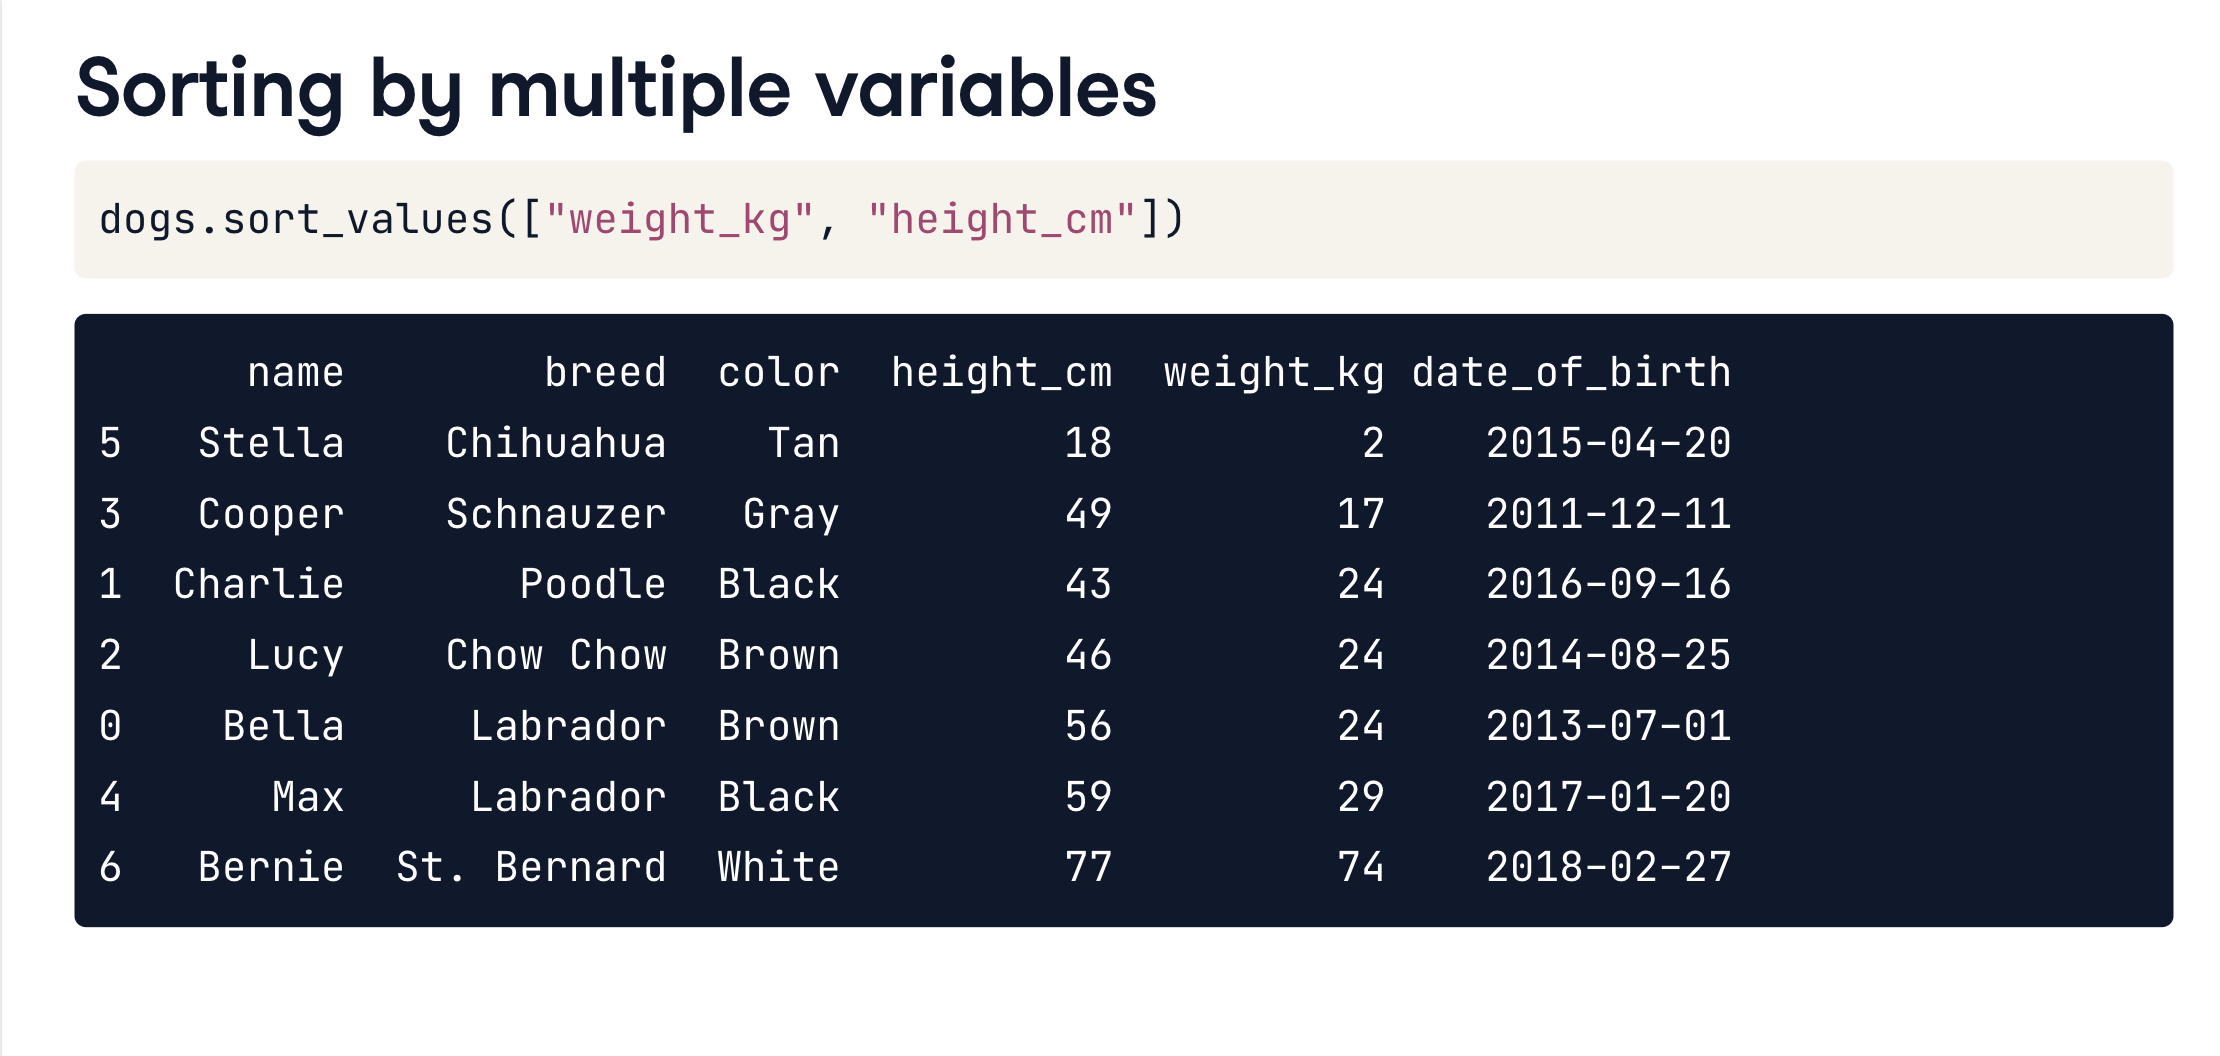 Sorting by multiple variables
dogs.sort_values(["weight_kg", "height_cm"])
name breed color height_cm weight_kg date_of_birth
5 Stella Chihuahua Tan 18 2 2015-04-20
3 Cooper Schnauzer Gray 49 17 2011-12-11
1 Charlie Poodle Black 43 24 2016-09-16
2 Lucy Chow Chow Brown 46 24 2014-08-25
0 Bella Labrador Brown 56 24 2013-07-01
4 Max Labrador Black 59 29 2017-01-20
6 Bernie St. Bernard White 77 74 2018-02-27